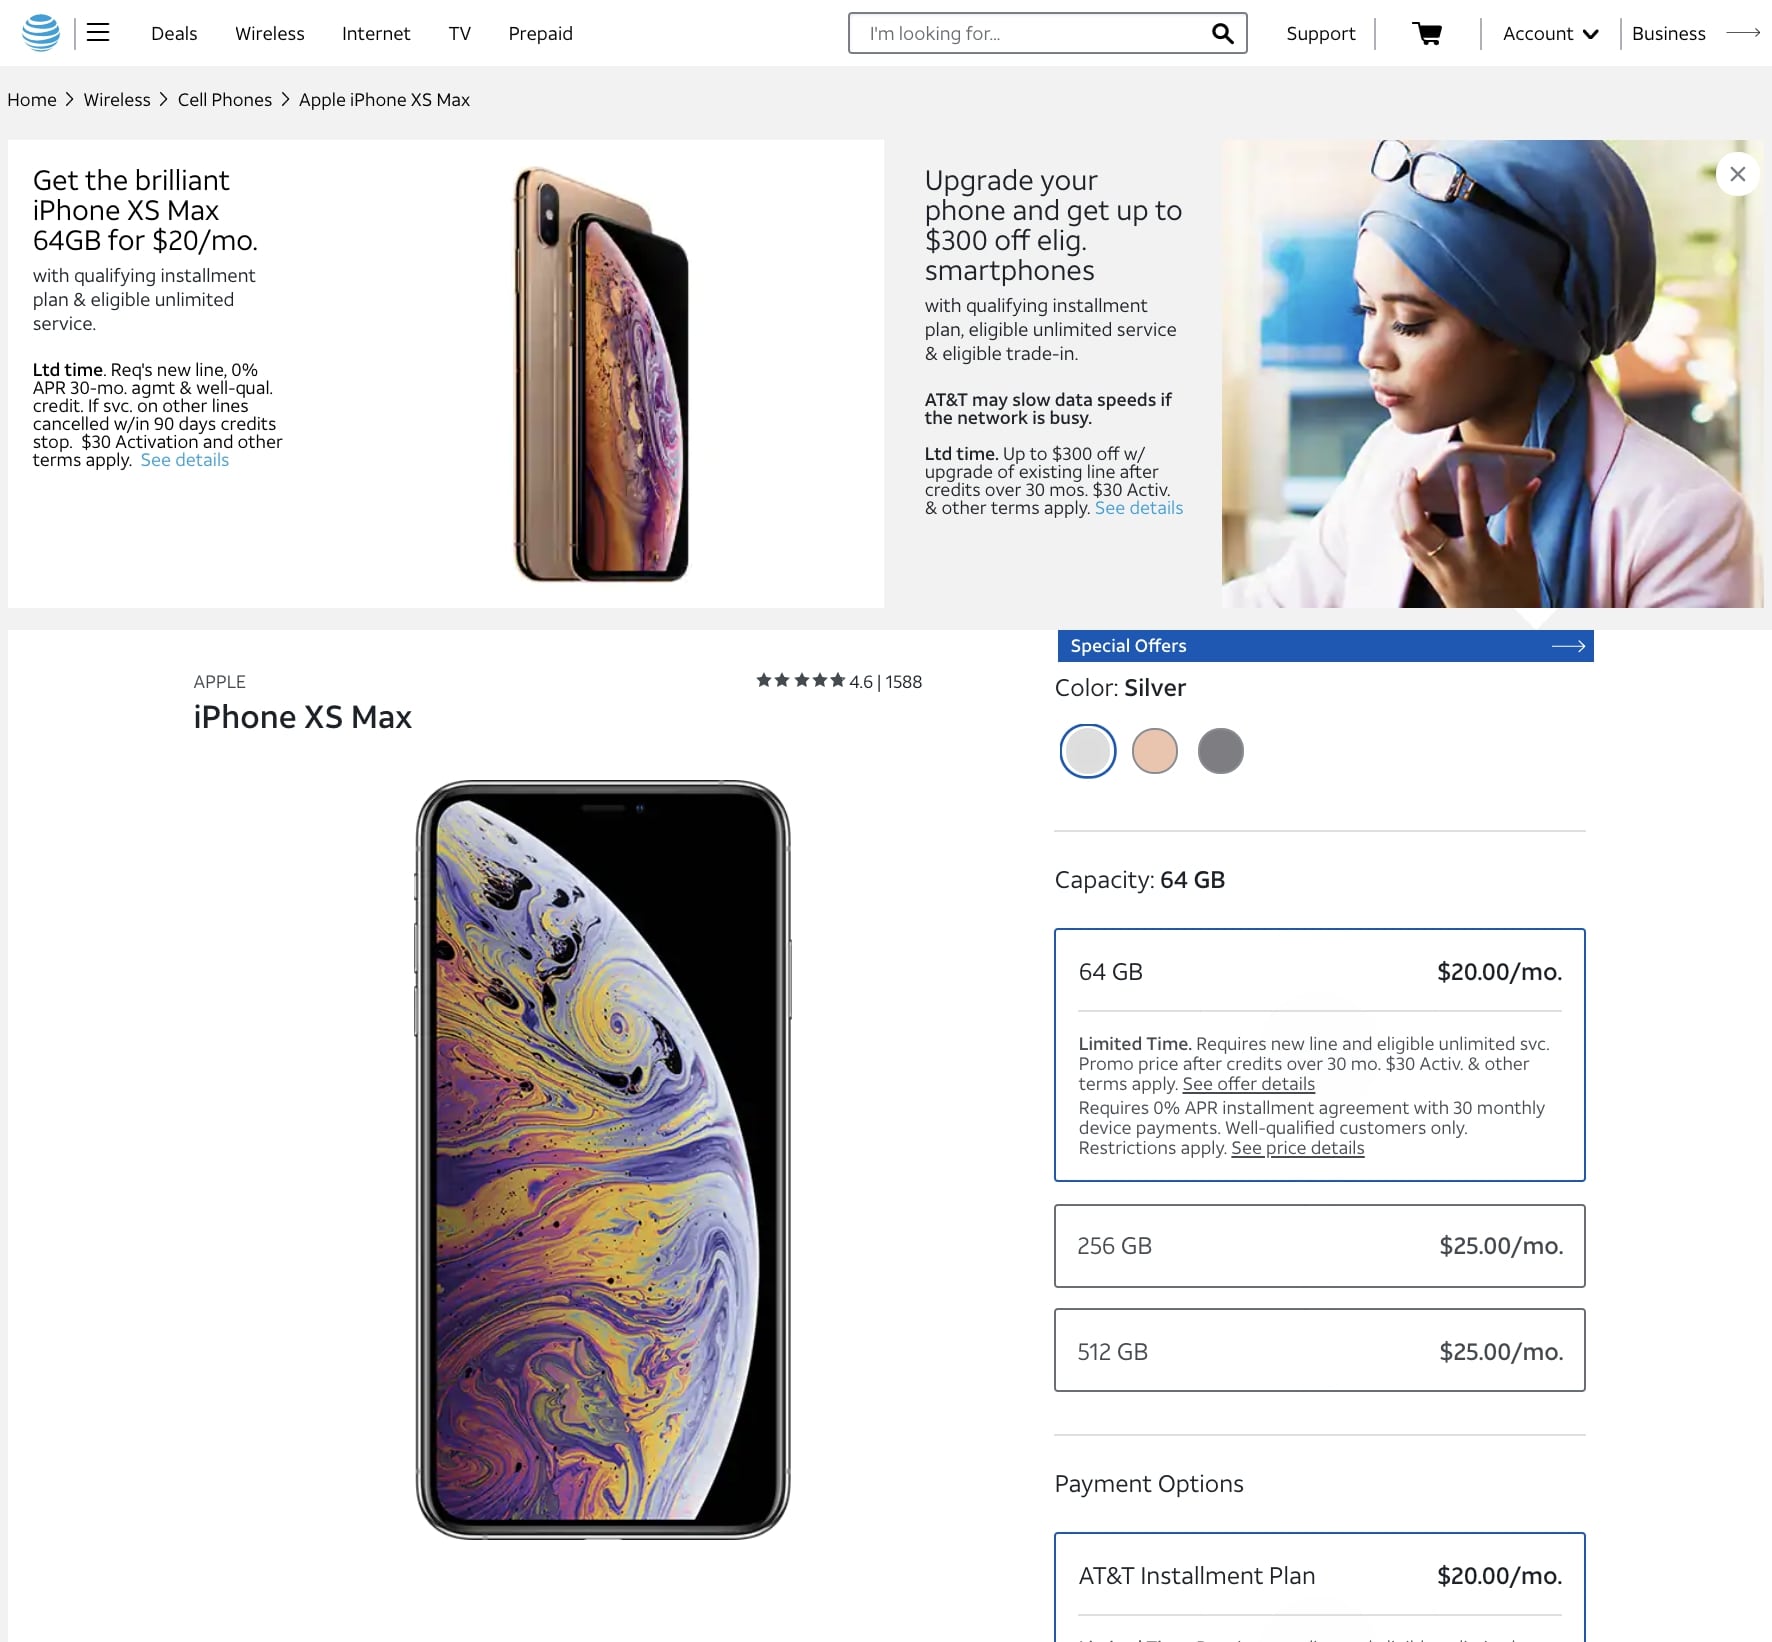 Deals Wireless Internet TV Prepaid I'm looking for... Support Account Business
Home Wireless Cell Phones Apple iPhone XS Max
Get the brilliant
iPhone XS Max
64GB for $20/mo.
with qualifying installment
plan & eligible unlimited
service.
Ltd time. Req's new line, 0%
APR 30-mo. agmt & well-qual.
credit. If svc. on other lines
cancelled w/in 90 days credits
stop. $30 Activation and other
terms apply. See details
Upgrade your
phone and get up to
$300 off elig.
smartphones
with qualifying installment
plan, eligible unlimited service
& eligible trade-in.
AT&T may slow data speeds if
the network is busy.
Ltd time. Up to $300 off w/
upgrade of existing line after
credits over 30 mos. $30 Activ.
& other terms apply. See details
APPLE
4.6 | 1588
iPhone XS Max
Special Offers
Color: Silver
Capacity: 64 GB
64 GB $20.00/mo.
Limited Time. Requires new line and eligible unlimited svc.
Promo price after credits over 30 mo. $30 Activ. & other
terms apply. See offer details
Requires 0% APR installment agreement with 30 monthly
device payments. Well-qualified customers only.
Restrictions apply. See price details
256 GB $25.00/mo.
512 GB $25.00/mo.
Payment Options
AT&T Installment Plan $20.00/mo.